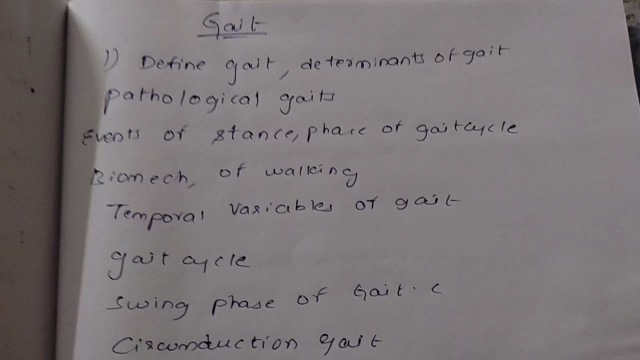 Gait
1) Define gait, determinants of gait
pathological gaits
Events of stance, phase of gaitcycle
Biomech, of walking
Temporal variables of gait
gait cycle
Swing phase of Gait. c
Circumduction gait